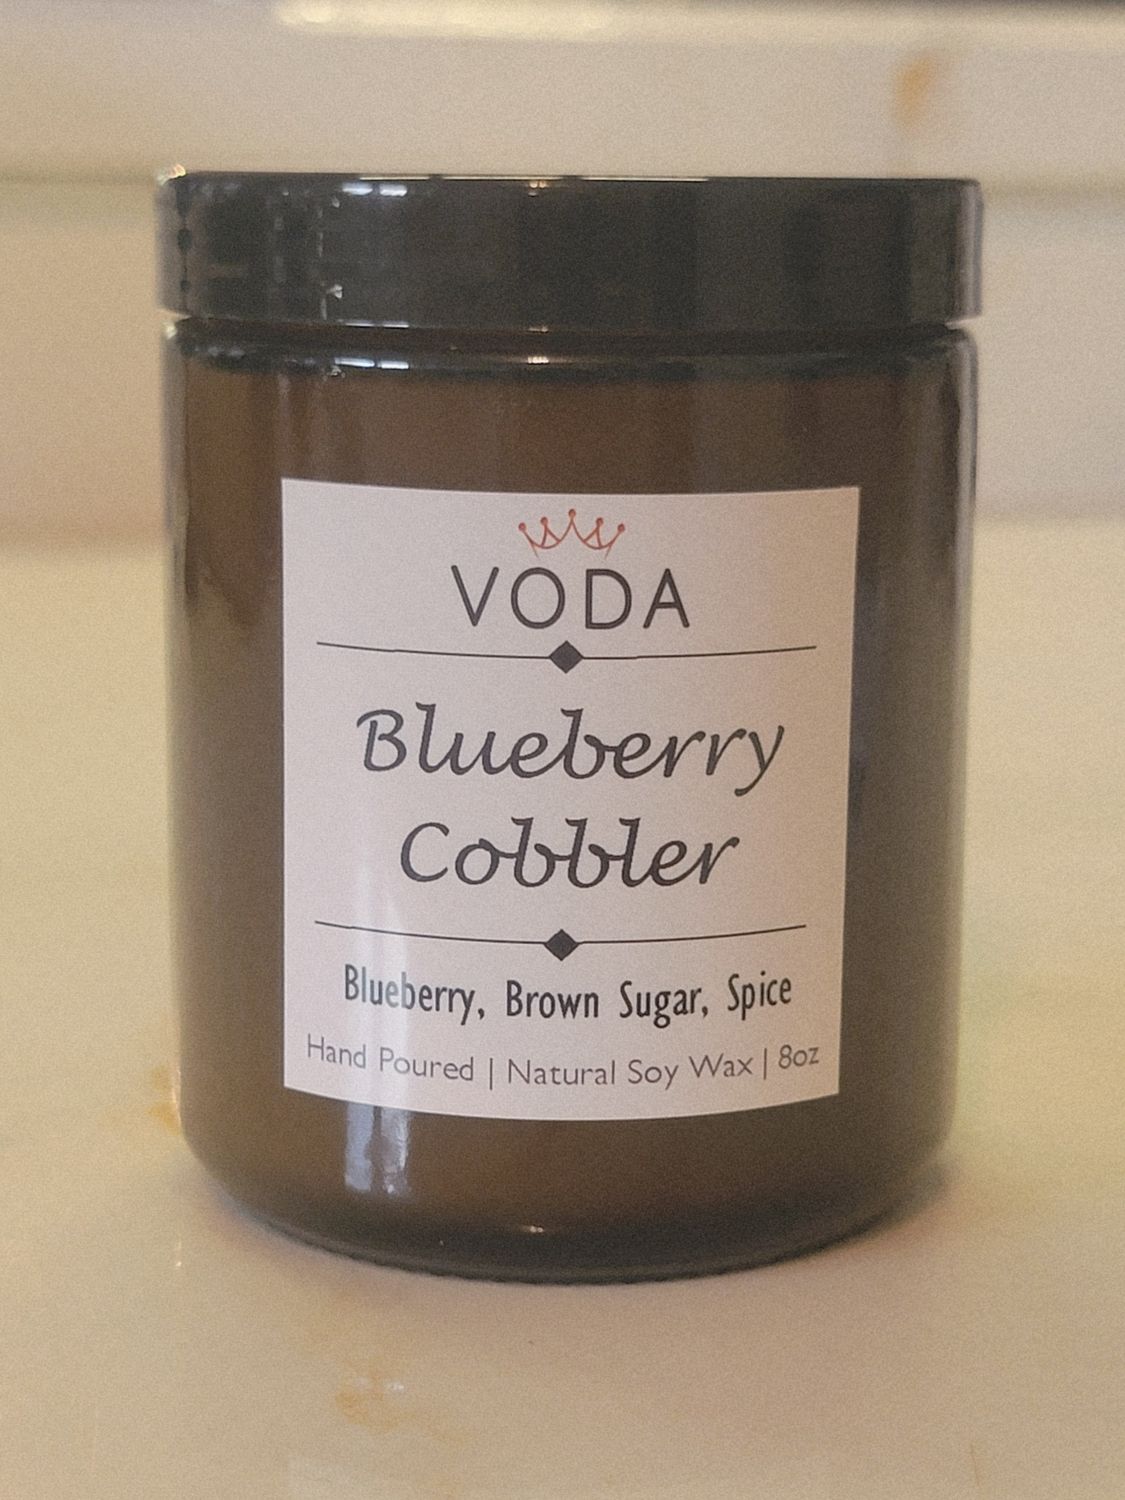 VODA
Blueberry
Cobbler
Blueberry, Brown Sugar, Spice
Hand Poured | Natural Soy Wax | 8oz